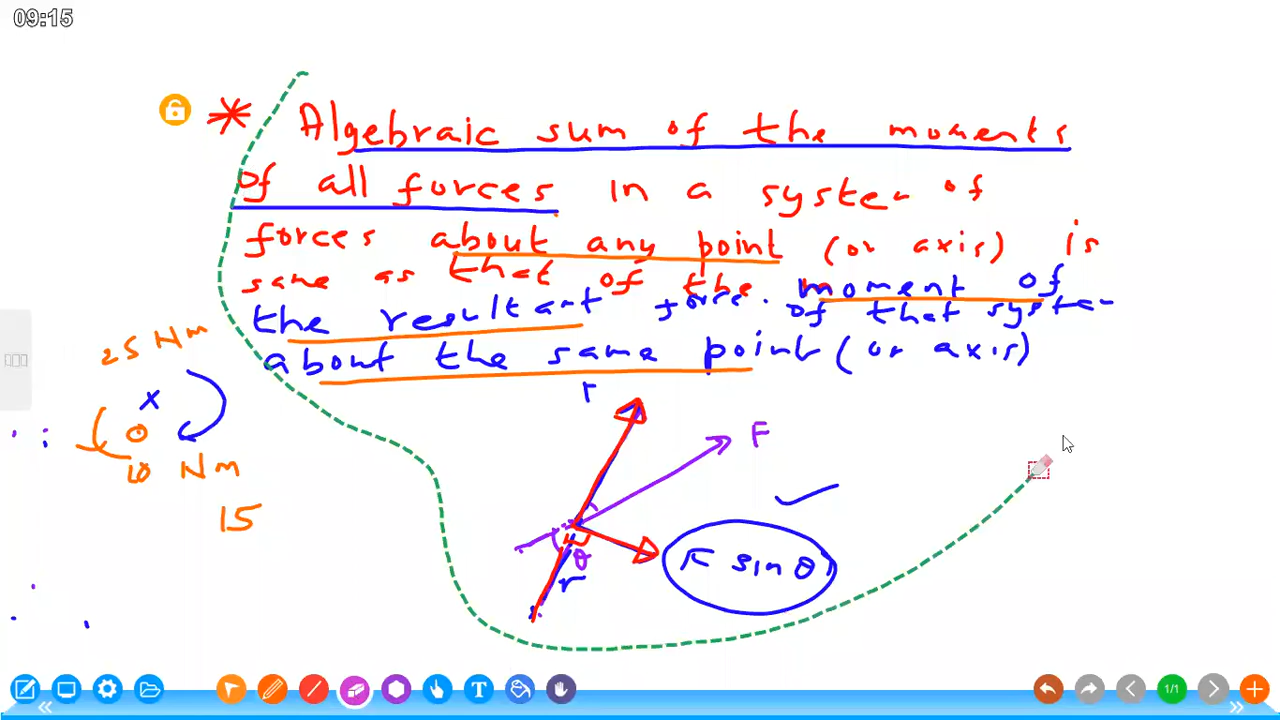 09:15
* Algebraic sum of the moments
of all forces in a system of
forces about any point (or axis) is
same as that of the moment of
the resultant force. of that system
about the same point (or axis)
25 Nm
x
10 Nm
15
r
F
θ
r
F sin θ
T
1/1